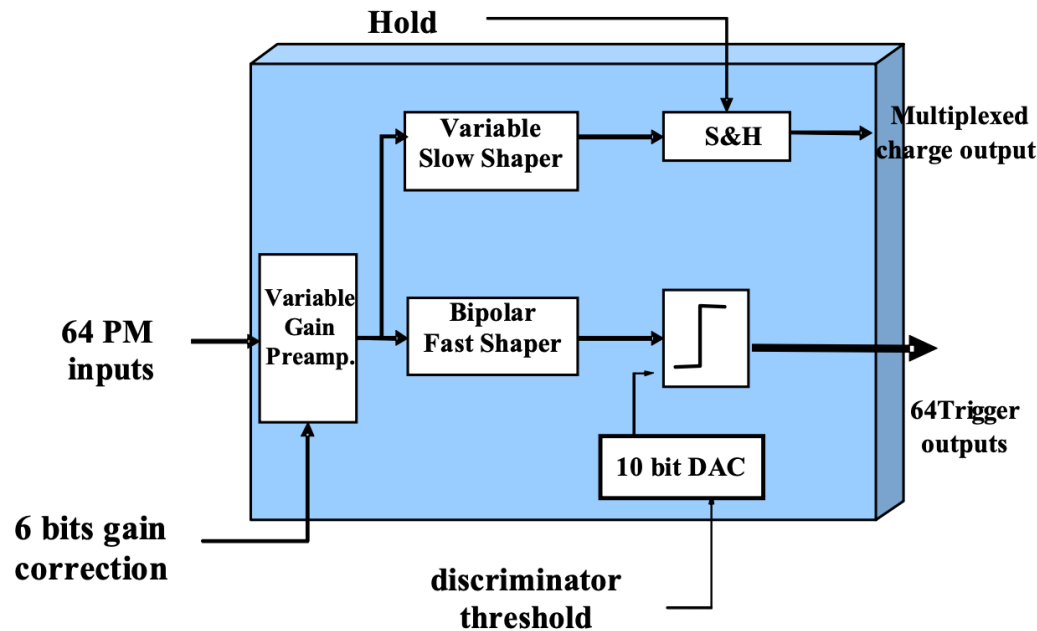 Hold
Variable
Slow Shaper
S&H
Multiplexed
charge output
Variable
Gain
Preamp.
Bipolar
Fast Shaper
64 PM
inputs
64Trigger
outputs
10 bit DAC
6 bits gain
correction
discriminator
threshold